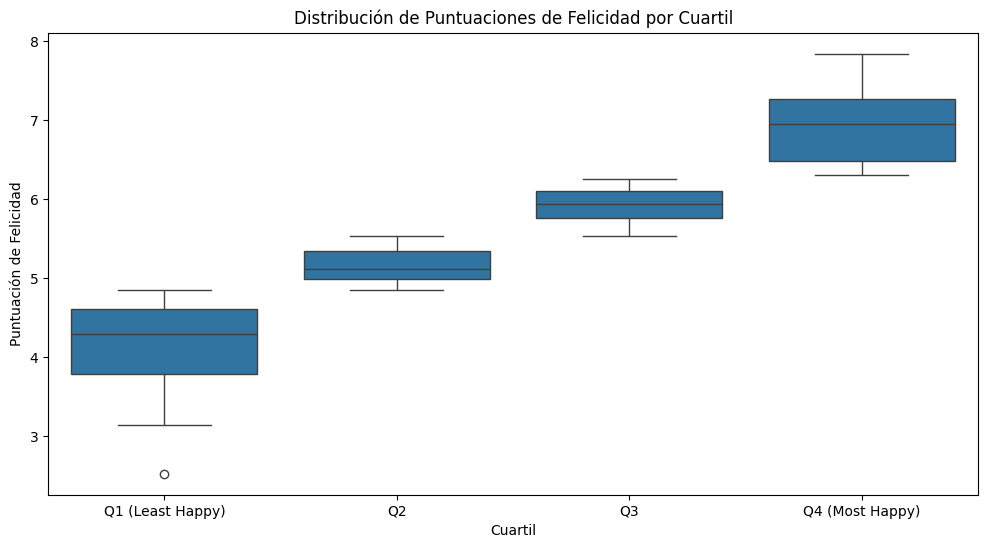 Distribución de Puntuaciones de Felicidad por Cuartil
Puntuación de Felicidad
8
7
6
5
4
3
Q1 (Least Happy) Q2 Q3 Q4 (Most Happy)
Cuartil